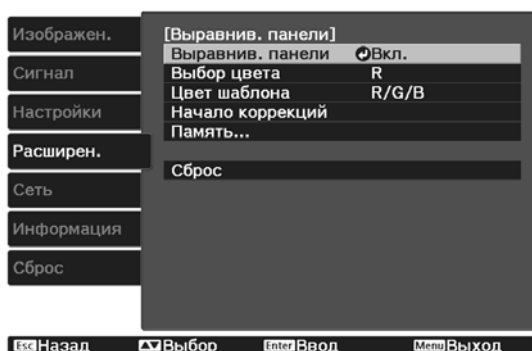 Изображен.
Сигнал
Настройки
Расширен.
Сеть
Информация
Сброс
[Выравнив. панели]
Выравнив. панели Вкл.
Выбор цвета R
Цвет шаблона R/G/B
Начало коррекций
Память...
Сброс
Esc Назад Выбор Enter Ввод Menu Выход